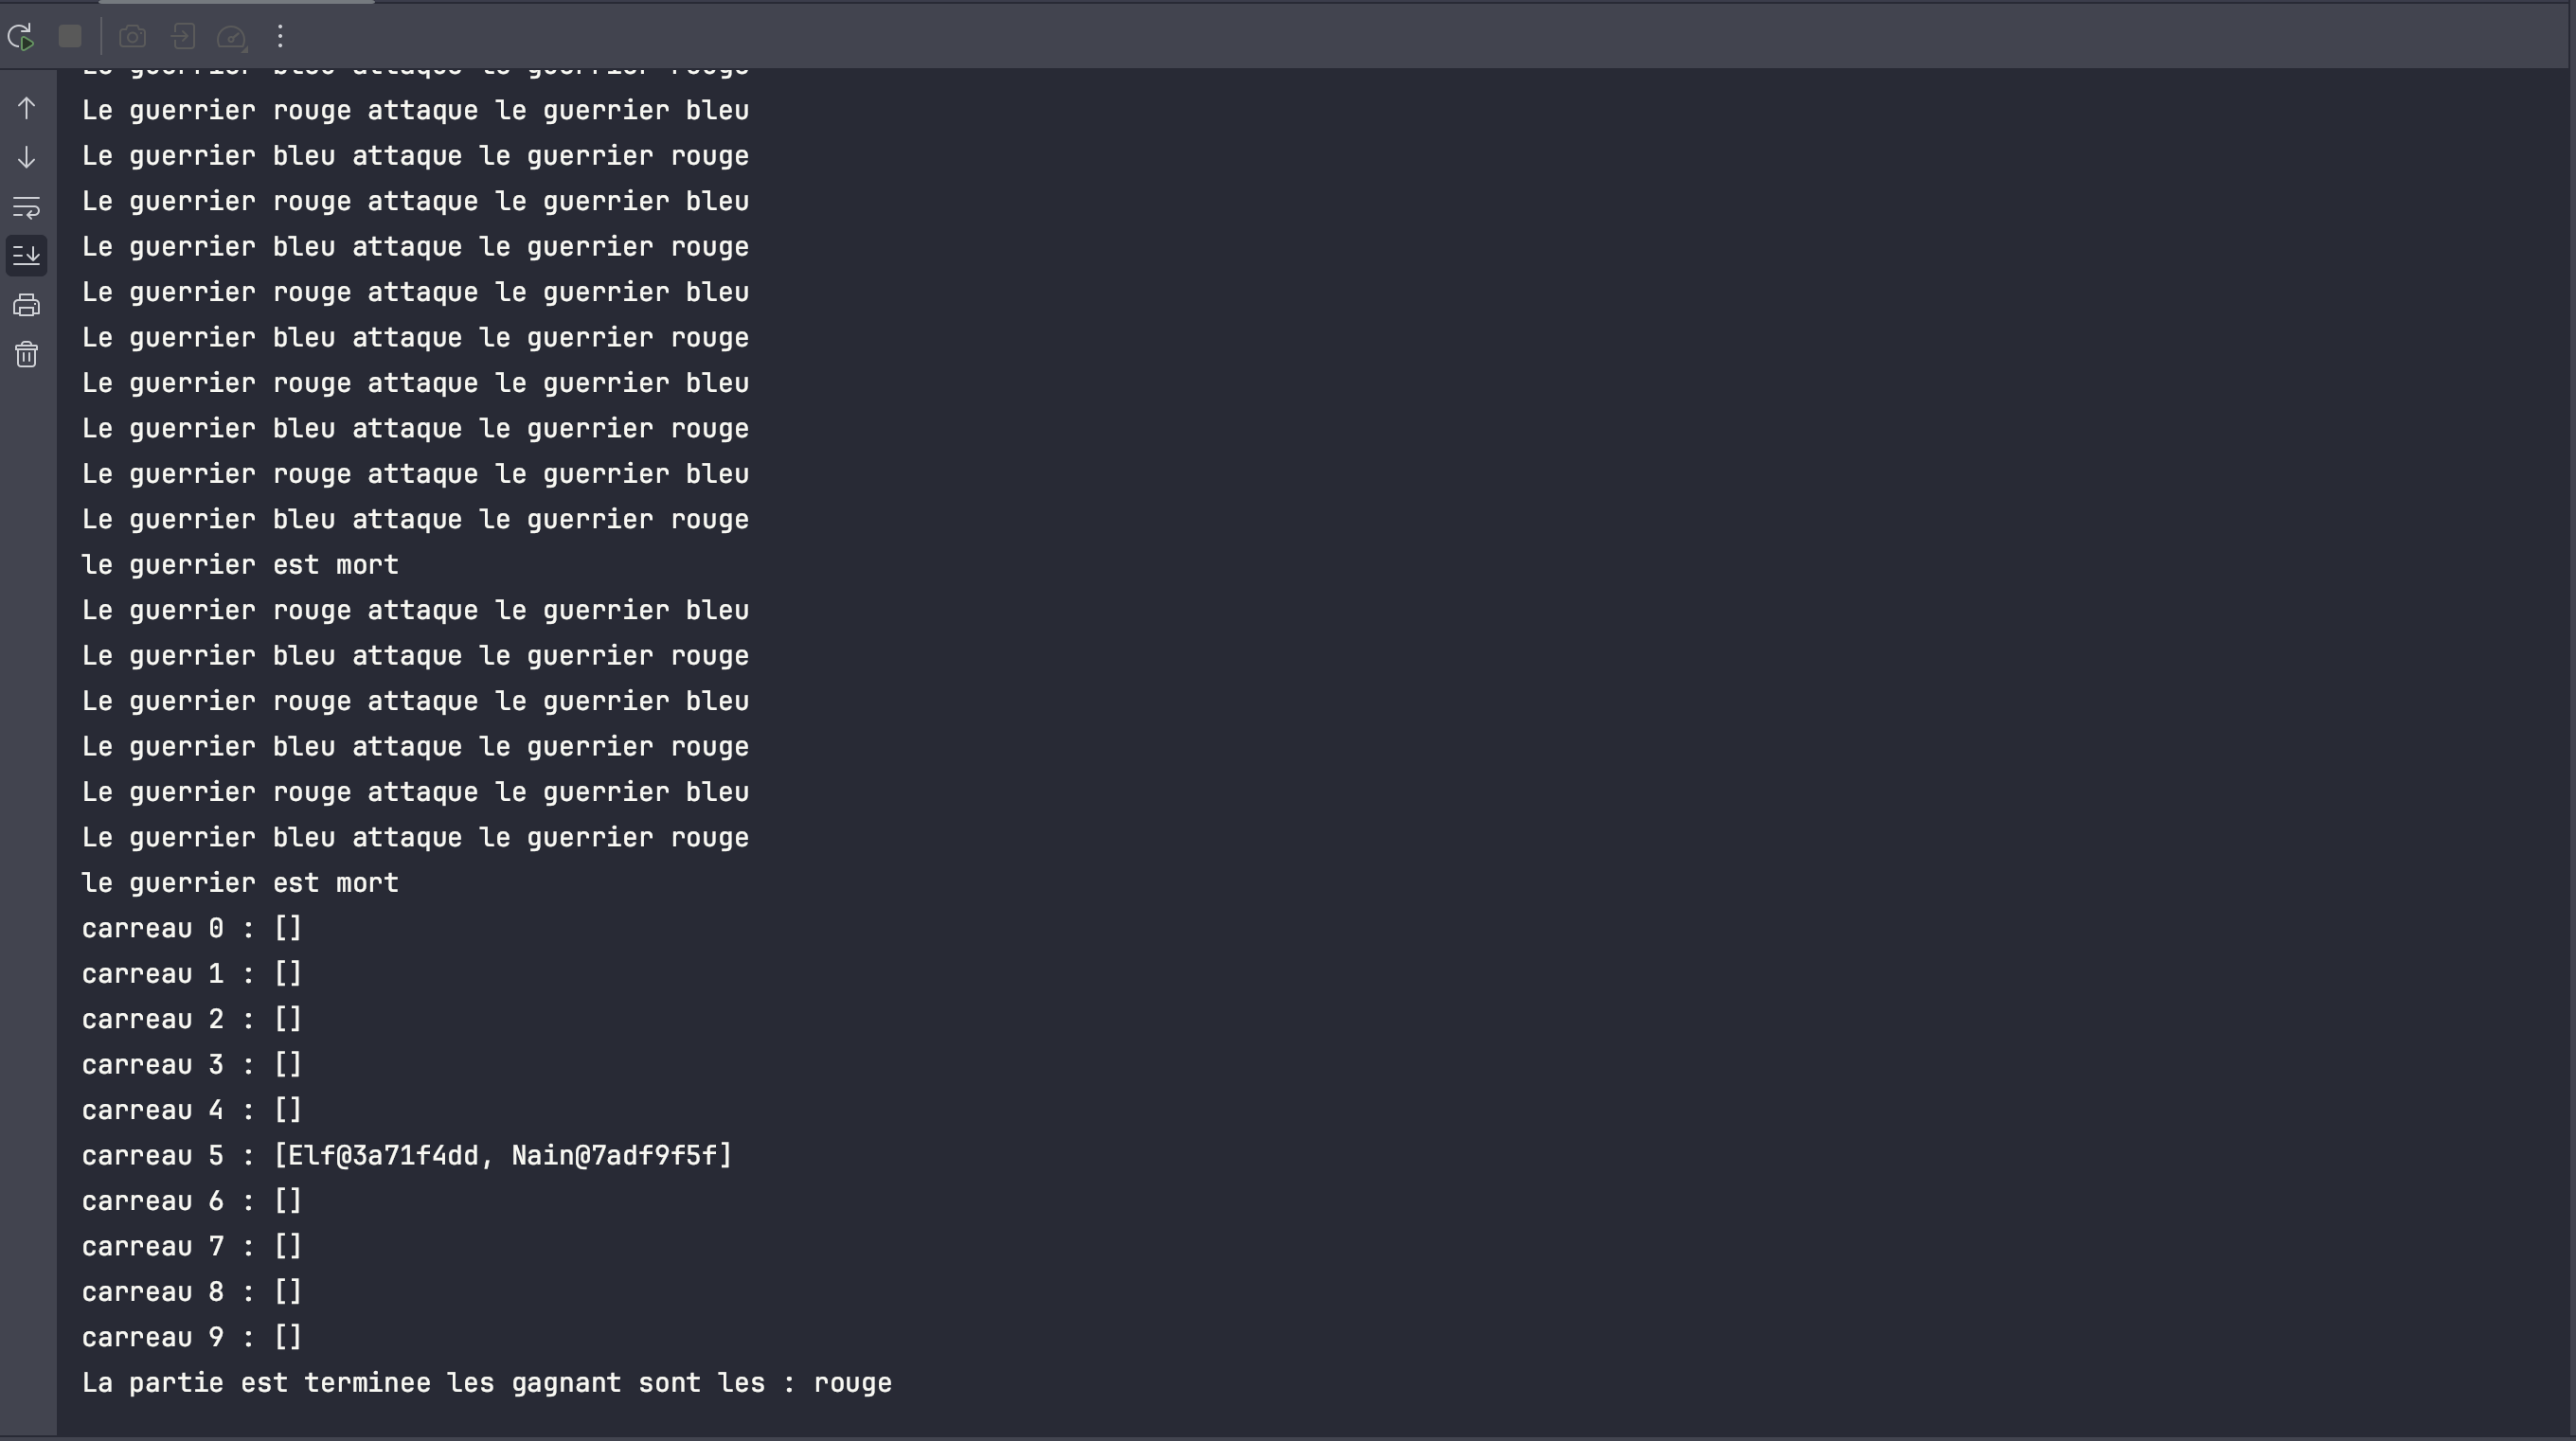 Le guerrier bleu attaque le guerrier rouge
Le guerrier rouge attaque le guerrier bleu
Le guerrier bleu attaque le guerrier rouge
Le guerrier rouge attaque le guerrier bleu
Le guerrier bleu attaque le guerrier rouge
Le guerrier rouge attaque le guerrier bleu
Le guerrier bleu attaque le guerrier rouge
Le guerrier rouge attaque le guerrier bleu
Le guerrier bleu attaque le guerrier rouge
Le guerrier rouge attaque le guerrier bleu
Le guerrier bleu attaque le guerrier rouge
le guerrier est mort
Le guerrier rouge attaque le guerrier bleu
Le guerrier bleu attaque le guerrier rouge
Le guerrier rouge attaque le guerrier bleu
Le guerrier bleu attaque le guerrier rouge
Le guerrier rouge attaque le guerrier bleu
Le guerrier bleu attaque le guerrier rouge
le guerrier est mort
carreau 0 : []
carreau 1 : []
carreau 2 : []
carreau 3 : []
carreau 4 : []
carreau 5 : [Elf@3a71f4dd, Nain@7adf9f5f]
carreau 6 : []
carreau 7 : []
carreau 8 : []
carreau 9 : []
La partie est terminee les gagnant sont les : rouge